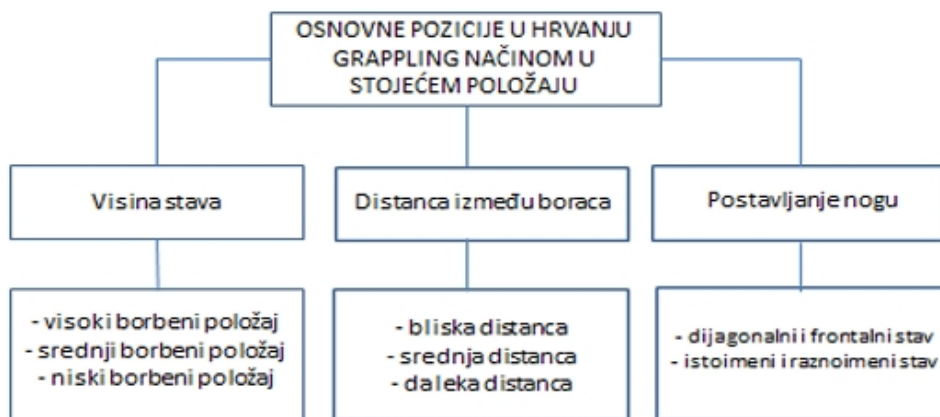 OSNOVNE POZICIJE U HRVANJU
GRAPPLING NAČINOM U
STOJEĆEM POLOŽAJU
Visina stava
Distanca između boraca
Postavljanje nogu
- visoki borbeni položaj
- srednji borbeni položaj
- niski borbeni položaj
- bliska distanca
- srednja distanca
- daleka distanca
- dijagonalni i frontalni stav
- istoimeni i raznoimeni stav